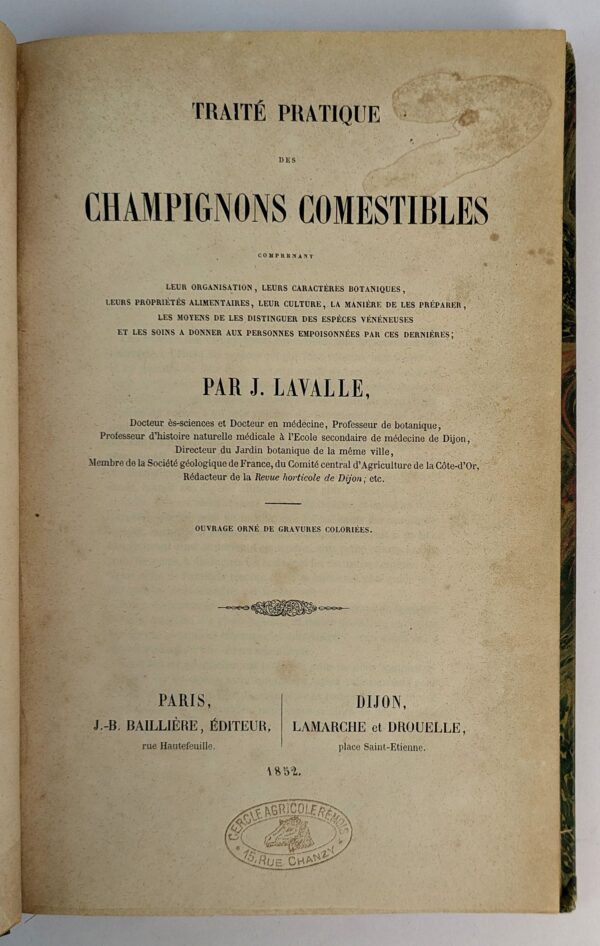 TRAITÉ PRATIQUE
DES
CHAMPIGNONS COMESTIBLES
COMPRENANT
LEUR ORGANISATION, LEURS CARACTÈRES BOTANIQUES,
LEURS PROPRIÉTÉS ALIMENTAIRES, LEUR CULTURE, LA MANIÈRE DE LES PRÉPARER,
LES MOYENS DE LES DISTINGUER DES ESPÈCES VÉNÉNEUSES
ET LES SOINS A DONNER AUX PERSONNES EMPOISONNÉES PAR CES DERNIÈRES;
PAR J. LAVALLE,
Docteur ès-sciences et Docteur en médecine, Professeur de botanique,
Professeur d'histoire naturelle médicale à l'Ecole secondaire de médecine de Dijon,
Directeur du Jardin botanique de la même ville,
Membre de la Société géologique de France, du Comité central d'Agriculture de la Côte-d'Or,
Rédacteur de la Revue horticole de Dijon; etc.
OUVRAGE ORNÉ DE GRAVURES COLORIÉES.
PARIS,
J.-B. BAILLIÈRE, ÉDITEUR,
rue Hautefeuille.
DIJON,
LAMARCHE et DROUELLE,
place Saint-Etienne.
1852.
CERCLE AGRICOLE RÉMOIS
15, RUE CHANZY